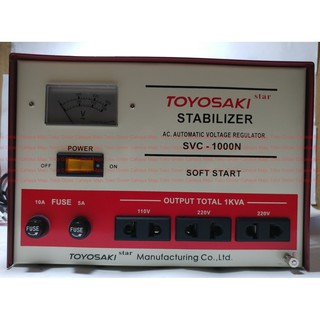 TOYOSAKI star
STABILIZER
AC. AUTOMATIC VOLTAGE REGULATOR
SVC - 1000N
POWER
OFF ON
SOFT START
10A FUSE 5A
OUTPUT TOTAL 1KVA
110V 225V 220V
FUSE FUSE
TOYOSAKI star Manufacturing Co.,Ltd.